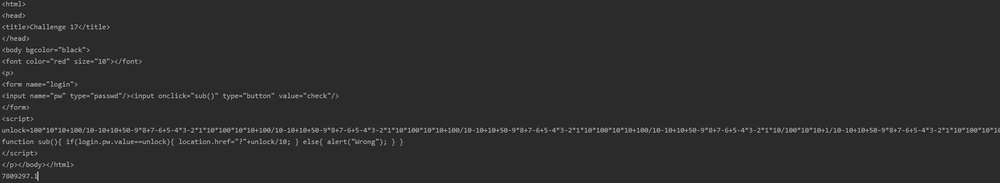 <html>
<head>
<title>Challenge 17</title>
</head>
<body bgcolor="black">
<font color="red" size="10"></font>
<p>
<form name="login">
<input name="pw" type="passwd"/><input onclick="sub()" type="button" value="check"/>
</form>
<script>
unlock=100*10*10+100/10-10+10+50-9*8+7-6+5-4*3-2*1*10*100*10*10+100/10-10+10+50-9*8+7-6+5-4*3-2*1*10*100*10*10+100/10-10+10+50-9*8+7-6+5-4*3-2*1*10*100*10*10+100/10-10+10+50-9*8+7-6+5-4*3-2*1*10/100*10*10+1/10-10+10+50-9*8+7-6+5-4*3-2*1*10*100*10*10
function sub(){ if(login.pw.value==unlock){ location.href="?"+unlock/10; } else{ alert("Wrong"); } }
</script>
</p></body></html>
7809297.1